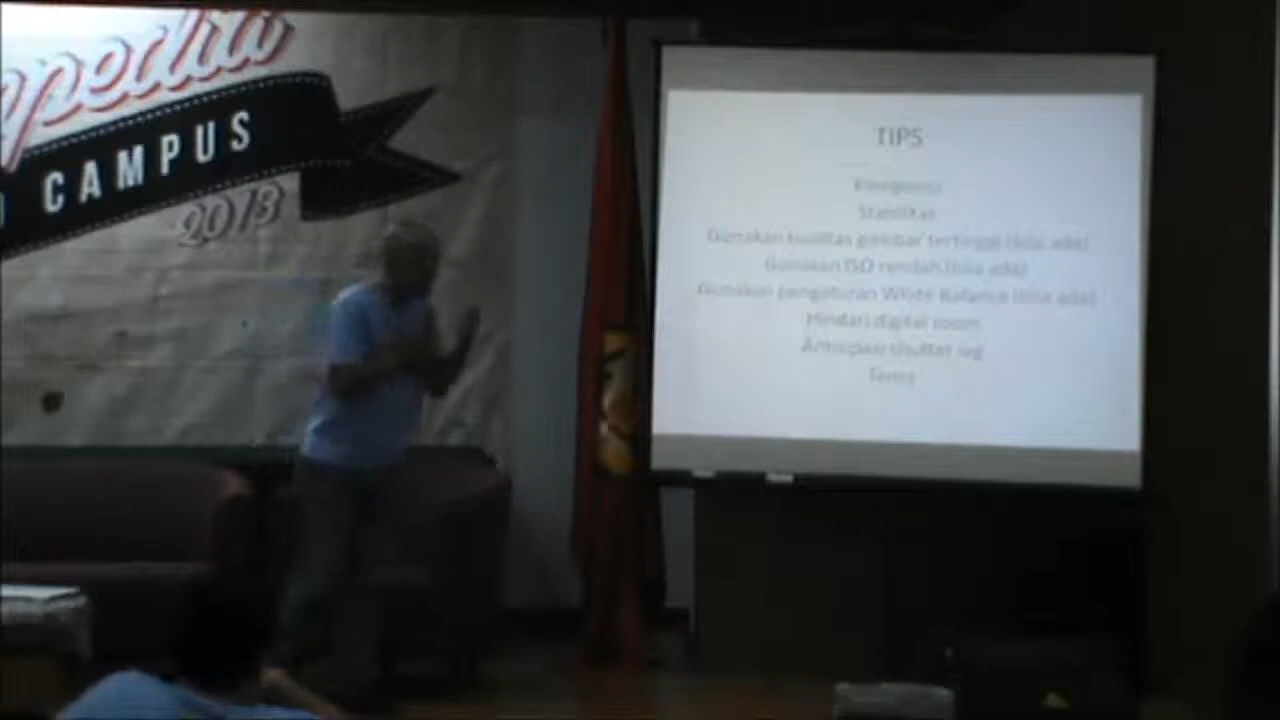 pedia
CAMPUS
2013
TIPS
Komposisi
Stabilitas
Gunakan kualitas gambar tertinggi (bila ada)
Gunakan ISO rendah (bila ada)
Gunakan pengaturan White Balance (bila ada)
Hindari digital zoom
Antisipasi shutter lag